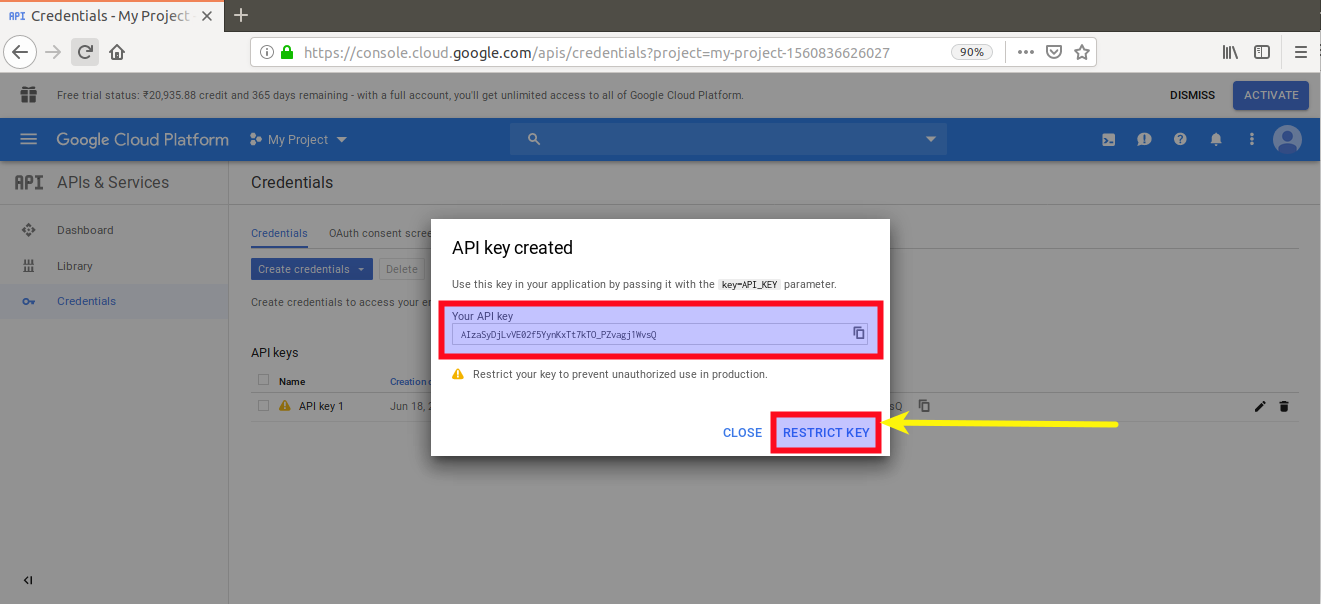 API Credentials - My Project
https://console.cloud.google.com/apis/credentials?project=my-project-1560836626027
90%
Free trial status: ₹20,935.88 credit and 365 days remaining - with a full account, you'll get unlimited access to all of Google Cloud Platform.
DISMISS
ACTIVATE
Google Cloud Platform
My Project
API APIs & Services
Credentials
Dashboard
Library
Credentials
Credentials
OAuth consent scree
Create credentials
Delete
Create credentials to access your e
API keys
Name
Creation
API key 1
Jun 18, 2
sQ
API key created
Use this key in your application by passing it with the key=API_KEY parameter.
Your API key
AIzaSyDjLvVE02f5YynKxTt7kTO_PZvagj1WvsQ
Restrict your key to prevent unauthorized use in production.
CLOSE
RESTRICT KEY